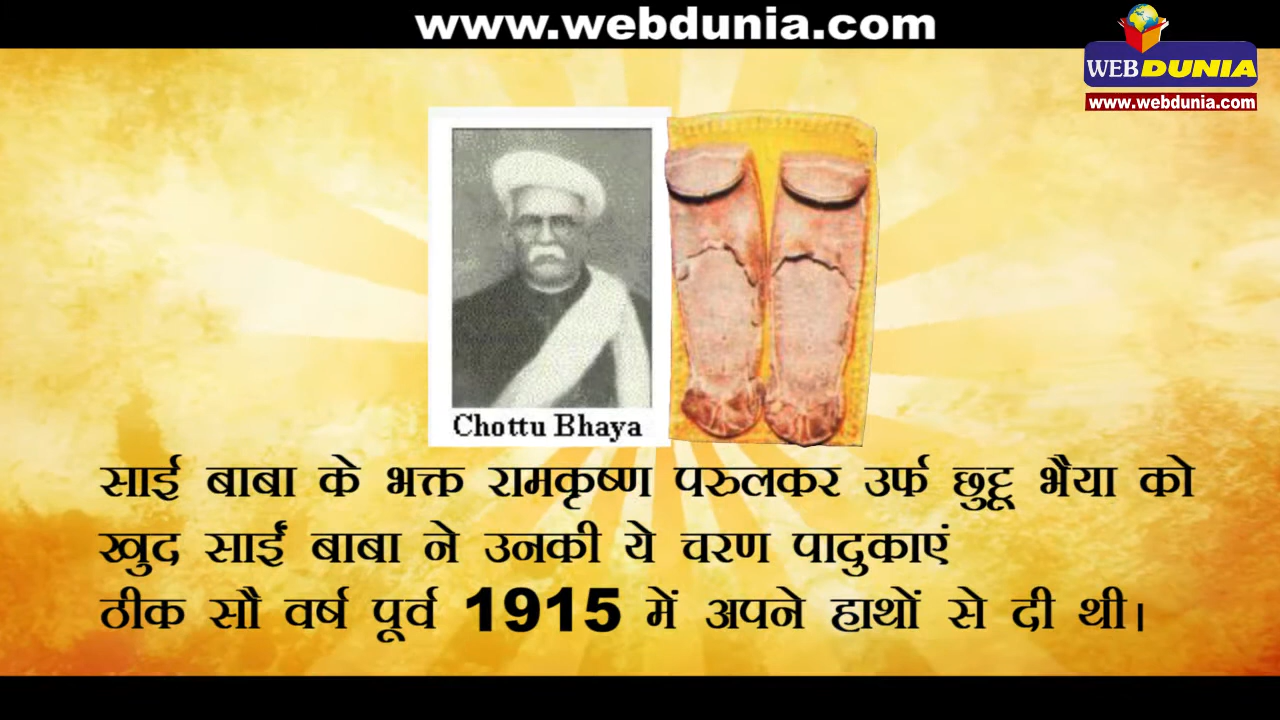 www.webdunia.com
WEBDUNIA
www.webdunia.com
Chottu Bhaya
साई बाबा के भक्त रामकृष्ण परुलकर उर्फ छुट्टू भैया को
खुद साईं बाबा ने उनकी ये चरण पादुकाएं
ठीक सौ वर्ष पूर्व 1915 में अपने हाथों से दी थी।